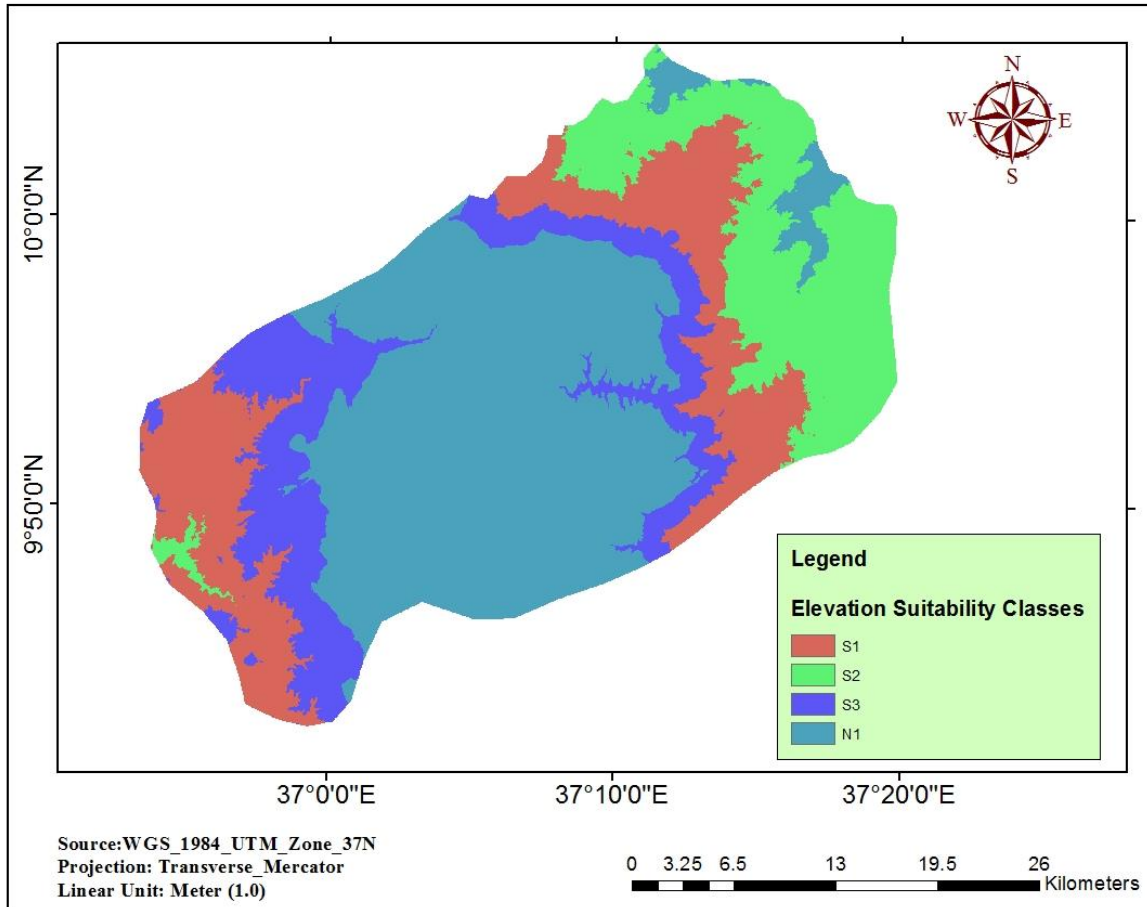 N
W E
S
10°0'0"N
9°50'0"N
Legend
Elevation Suitability Classes
S1
S2
S3
N1
37°0'0"E 37°10'0"E 37°20'0"E
Source:WGS_1984_UTM_Zone_37N
Projection: Transverse_Mercator
Linear Unit: Meter (1.0)
0 3.25 6.5 13 19.5 26
Kilometers